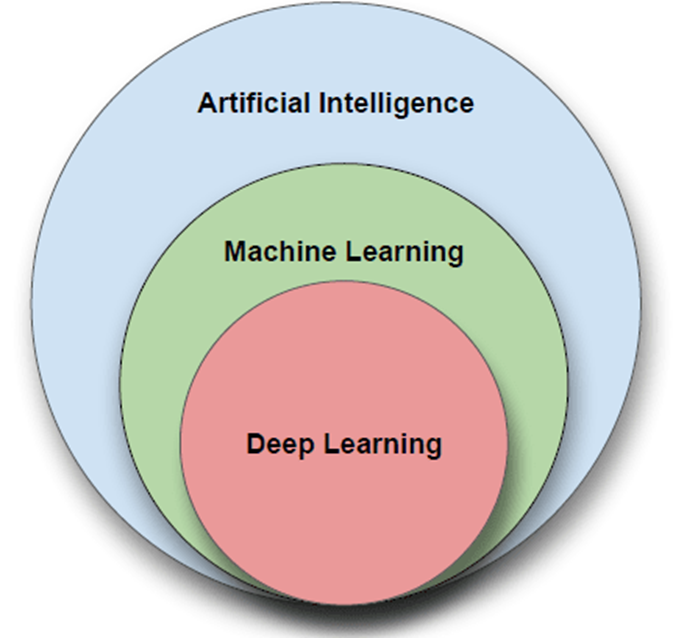 Artificial Intelligence
Machine Learning
Deep Learning